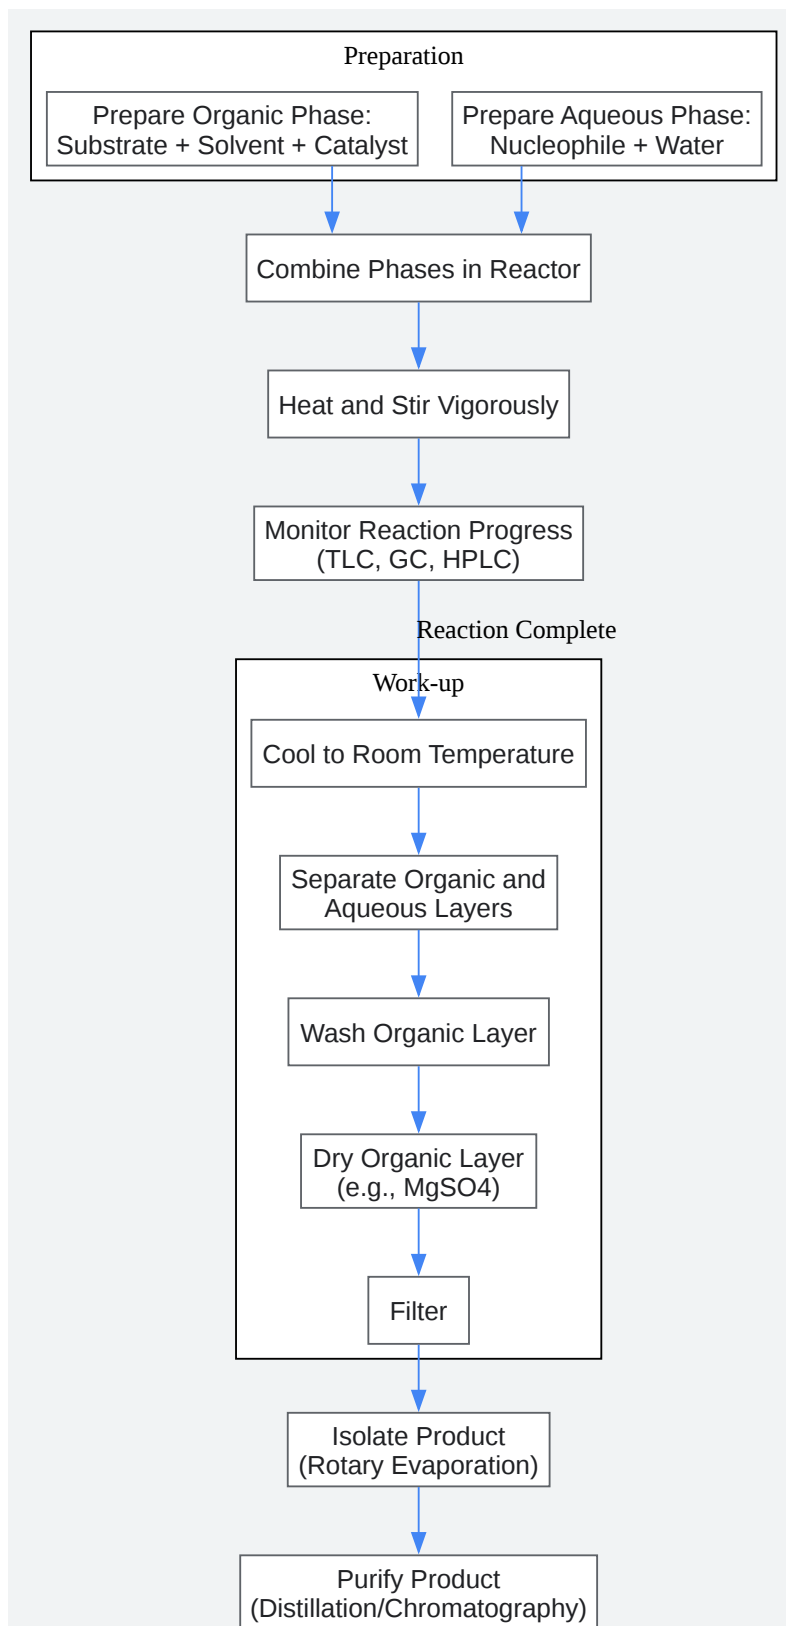 Preparation
Prepare Organic Phase:
Substrate + Solvent + Catalyst
Prepare Aqueous Phase:
Nucleophile + Water
Combine Phases in Reactor
Heat and Stir Vigorously
Monitor Reaction Progress
(TLC, GC, HPLC)
Reaction Complete
Work-up
Cool to Room Temperature
Separate Organic and
Aqueous Layers
Wash Organic Layer
Dry Organic Layer
(e.g., MgSO4)
Filter
Isolate Product
(Rotary Evaporation)
Purify Product
(Distillation/Chromatography)